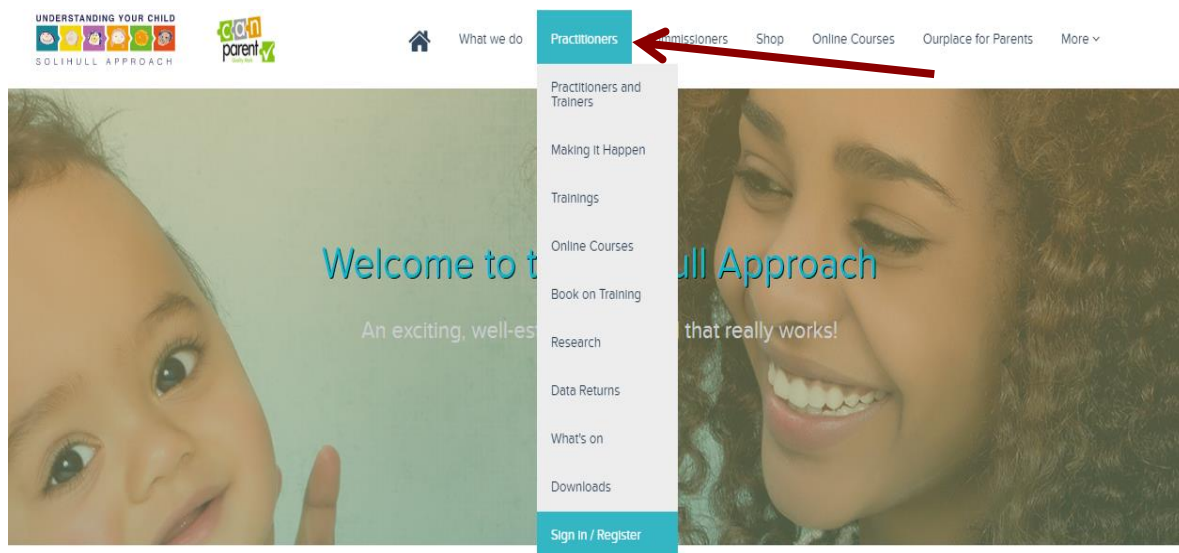 UNDERSTANDING YOUR CHILD
SOLIHULL APPROACH
can
parent
What we do
Practitioners
mmissioners
Shop
Online Courses
Ourplace for Parents
More
Practitioners and
Trainers
Making it Happen
Trainings
Online Courses
Book on Training
Research
Data Returns
What's on
Downloads
Sign in / Register
Welcome to t ull Approach
An exciting, well-es that really works!